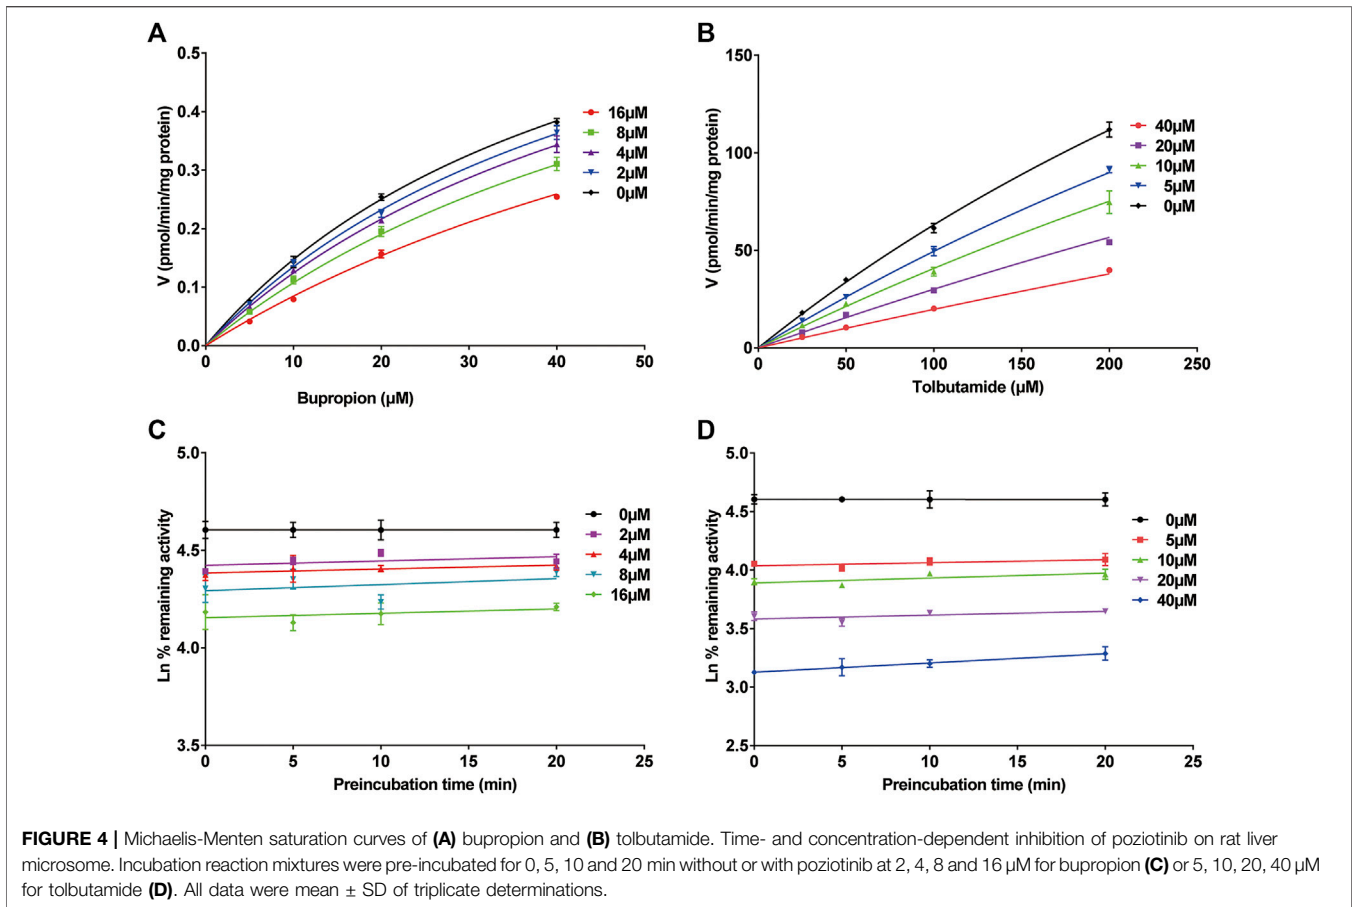 A
0.5
0.4
0.3
0.2
0.1
0.0
V (pmol/min/mg protein)
0 10 20 30 40 50
Bupropion (μM)
16μM
8μM
4μM
2μM
0μM
B
150
100
50
0
V (pmol/min/mg protein)
0 50 100 150 200 250
Tolbutamide (μM)
40μM
20μM
10μM
5μM
0μM
C
5.0
4.5
4.0
3.5
Ln % remaining activity
0 5 10 15 20 25
Preincubation time (min)
0μM
2μM
4μM
8μM
16μM
D
5.0
4.5
4.0
3.5
3.0
2.5
Ln % remaining activity
0 5 10 15 20 25
Preincubation time (min)
0μM
5μM
10μM
20μM
40μM
FIGURE 4 | Michaelis-Menten saturation curves of (A) bupropion and (B) tolbutamide. Time- and concentration-dependent inhibition of poziotinib on rat liver
microsome. Incubation reaction mixtures were pre-incubated for 0, 5, 10 and 20 min without or with poziotinib at 2, 4, 8 and 16 μM for bupropion (C) or 5, 10, 20, 40 μM
for tolbutamide (D). All data were mean ± SD of triplicate determinations.